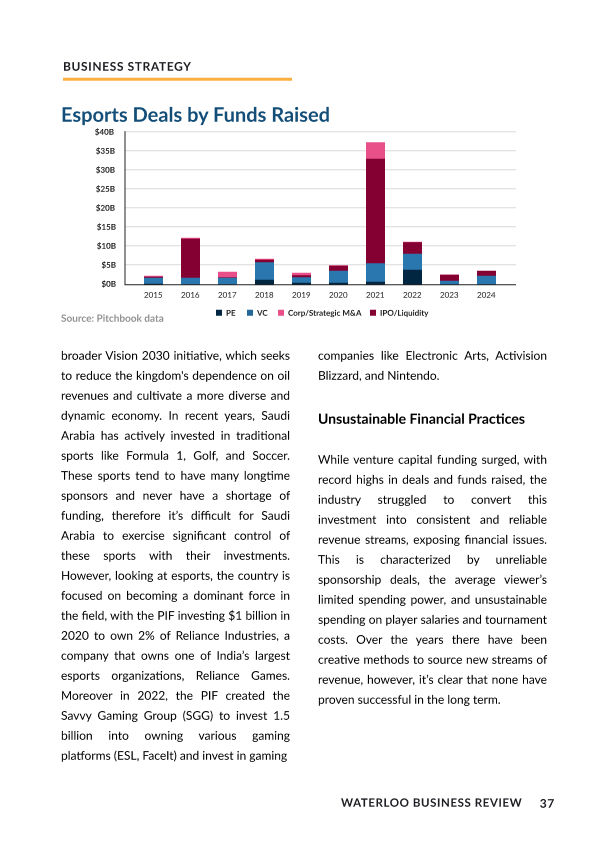 BUSINESS STRATEGY
Esports Deals by Funds Raised
$40B
$35B
$30B
$25B
$20B
$15B
$10B
$5B
$0B
2015 2016 2017 2018 2019 2020 2021 2022 2023 2024
PE VC Corp/Strategic M&A IPO/Liquidity
Source: Pitchbook data
broader Vision 2030 initiative, which seeks
to reduce the kingdom's dependence on oil
revenues and cultivate a more diverse and
dynamic economy. In recent years, Saudi
Arabia has actively invested in traditional
sports like Formula 1, Golf, and Soccer.
These sports tend to have many longtime
sponsors and never have a shortage of
funding, therefore it's difficult for Saudi
Arabia to exercise significant control of
these sports with their investments.
However, looking at esports, the country is
focused on becoming a dominant force in
the field, with the PIF investing $1 billion in
2020 to own 2% of Reliance Industries, a
company that owns one of India's largest
esports organizations, Reliance Games.
Moreover in 2022, the PIF created the
Savvy Gaming Group (SGG) to invest 1.5
billion into owning various gaming
platforms (ESL, FaceIt) and invest in gaming
companies like Electronic Arts, Activision
Blizzard, and Nintendo.
Unsustainable Financial Practices
While venture capital funding surged, with
record highs in deals and funds raised, the
industry struggled to convert this
investment into consistent and reliable
revenue streams, exposing financial issues.
This is characterized by unreliable
sponsorship deals, the average viewer's
limited spending power, and unsustainable
spending on player salaries and tournament
costs. Over the years there have been
creative methods to source new streams of
revenue, however, it's clear that none have
proven successful in the long term.
WATERLOO BUSINESS REVIEW 37